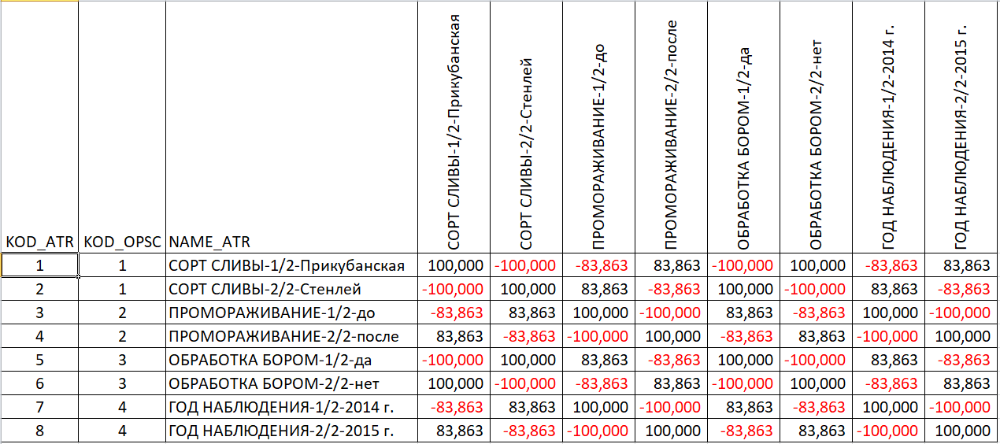 KOD_ATR KOD_OPSC NAME_ATR СОРТ СЛИВЫ-1/2-Прикубанская СОРТ СЛИВЫ-2/2-Стенлей ПРОМОРАЖИВАНИЕ-1/2-до ПРОМОРАЖИВАНИЕ-2/2-после ОБРАБОТКА БОРОМ-1/2-да ОБРАБОТКА БОРОМ-2/2-нет ГОД НАБЛЮДЕНИЯ-1/2-2014 г. ГОД НАБЛЮДЕНИЯ-2/2-2015 г.
1 1 СОРТ СЛИВЫ-1/2-Прикубанская 100,000 -100,000 -83,863 83,863 -100,000 100,000 -83,863 83,863
2 1 СОРТ СЛИВЫ-2/2-Стенлей -100,000 100,000 83,863 -83,863 100,000 -100,000 83,863 -83,863
3 2 ПРОМОРАЖИВАНИЕ-1/2-до -83,863 83,863 100,000 -100,000 83,863 -83,863 100,000 -100,000
4 2 ПРОМОРАЖИВАНИЕ-2/2-после 83,863 -83,863 -100,000 100,000 -83,863 83,863 -100,000 100,000
5 3 ОБРАБОТКА БОРОМ-1/2-да -100,000 100,000 83,863 -83,863 100,000 -100,000 83,863 -83,863
6 3 ОБРАБОТКА БОРОМ-2/2-нет 100,000 -100,000 -83,863 83,863 -100,000 100,000 -83,863 83,863
7 4 ГОД НАБЛЮДЕНИЯ-1/2-2014 г. -83,863 83,863 100,000 -100,000 83,863 -83,863 100,000 -100,000
8 4 ГОД НАБЛЮДЕНИЯ-2/2-2015 г. 83,863 -83,863 -100,000 100,000 -83,863 83,863 -100,000 100,000